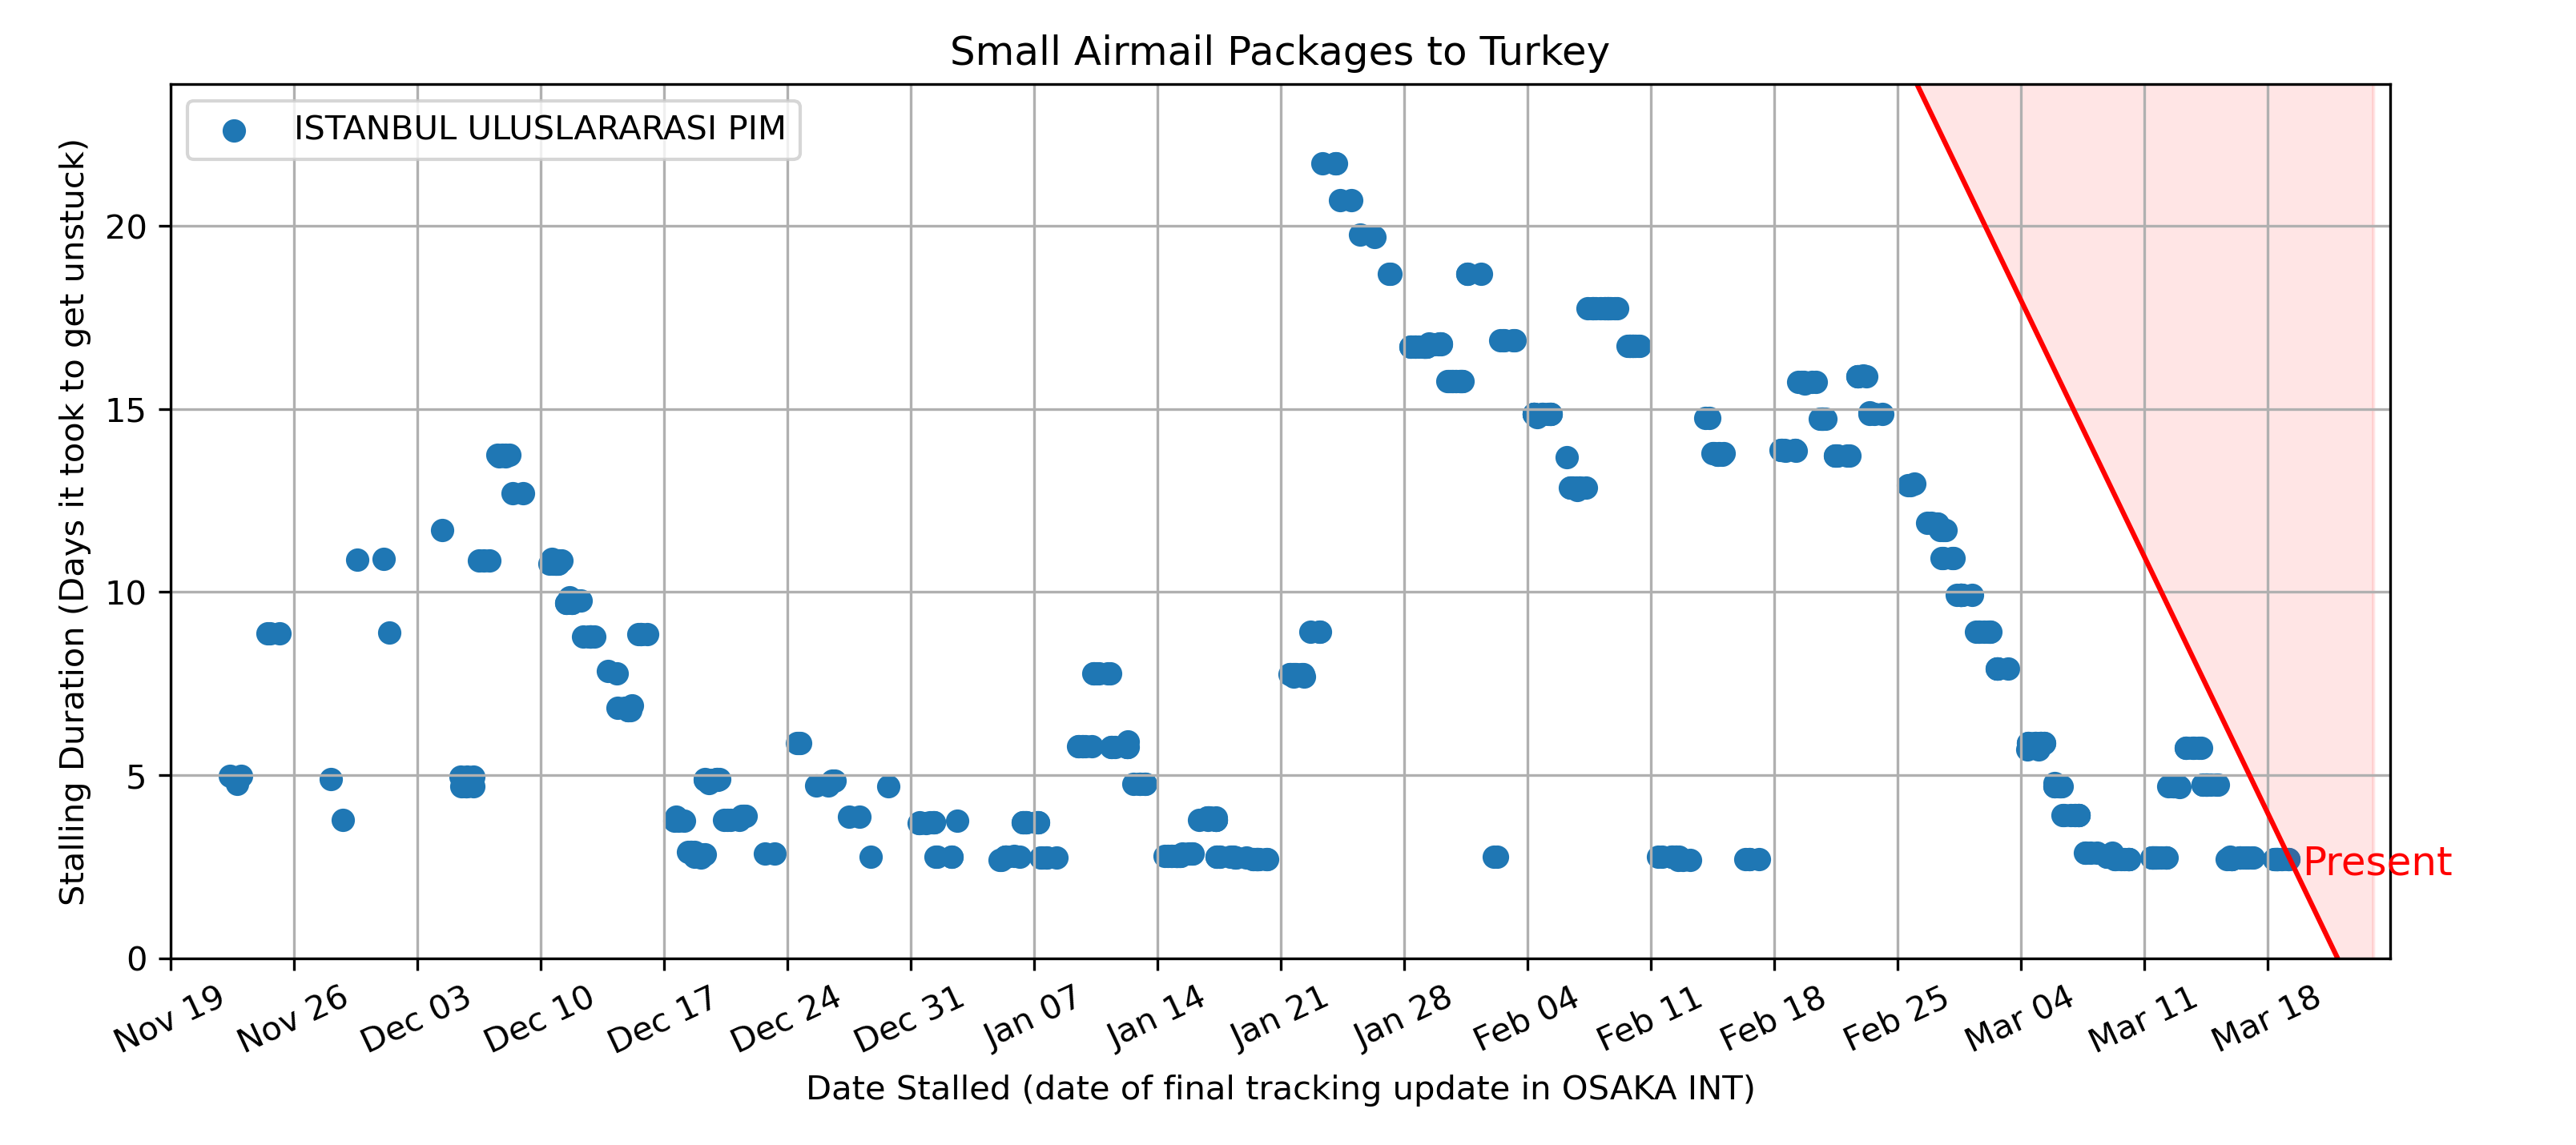 Small Airmail Packages to Turkey
ISTANBUL ULUSLARARASI PIM
Stalling Duration (Days it took to get unstuck)
20
15
10
5
0
Present
Nov 19
Nov 26
Dec 03
Dec 10
Dec 17
Dec 24
Dec 31
Jan 07
Jan 14
Jan 21
Jan 28
Feb 04
Feb 11
Feb 18
Feb 25
Mar 04
Mar 11
Mar 18
Date Stalled (date of final tracking update in OSAKA INT)